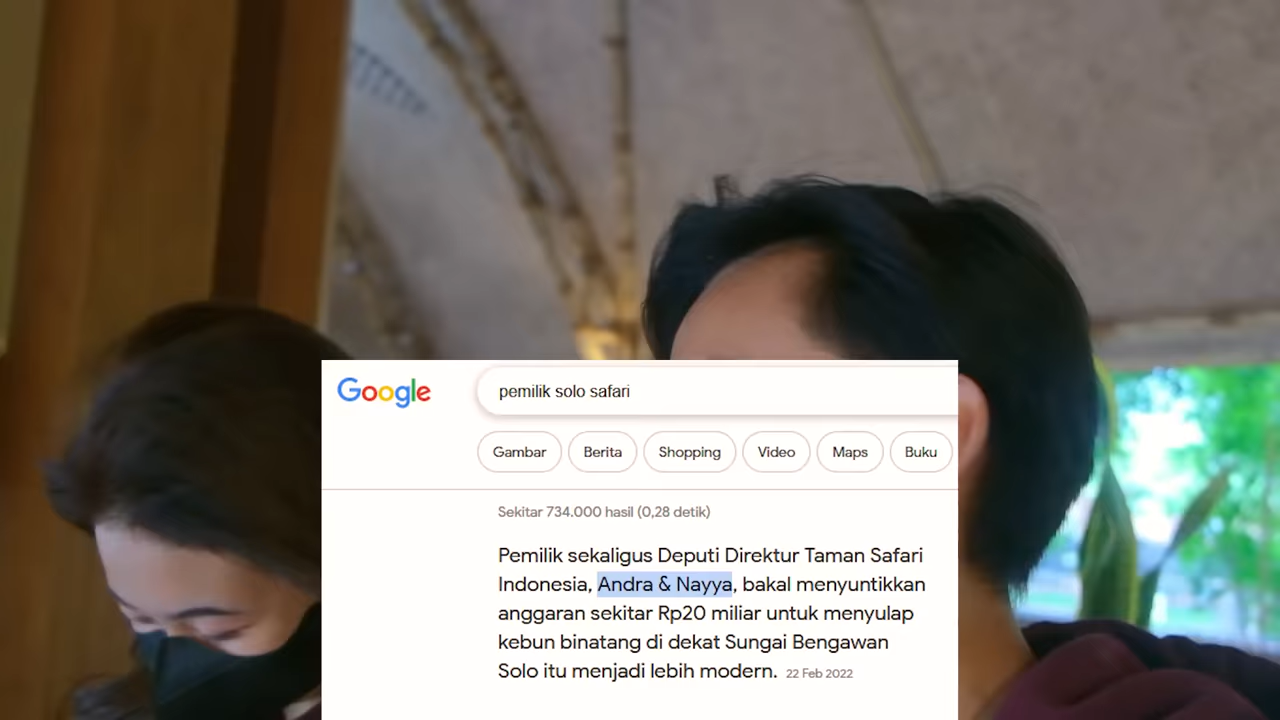 Google
pemilik solo safari
Gambar Berita Shopping Video Maps Buku
Sekitar 734.000 hasil (0,28 detik)
Pemilik sekaligus Deputi Direktur Taman Safari
Indonesia, Andra & Nayya, bakal menyuntikkan
anggaran sekitar Rp20 miliar untuk menyulap
kebun binatang di dekat Sungai Bengawan
Solo itu menjadi lebih modern. 22 Feb 2022